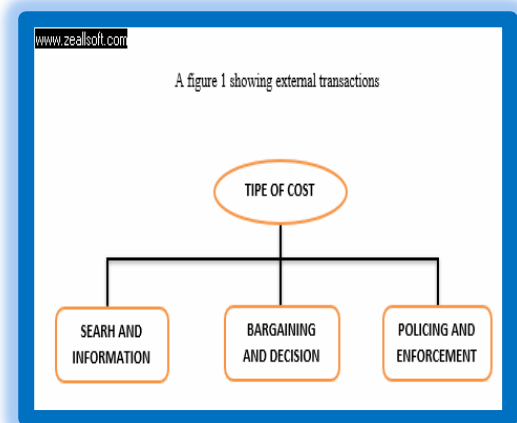 www.zeallsoft.com
A figure 1 showing external transactions
TIPE OF COST
SEARH AND
INFORMATION
BARGAINING
AND DECISION
POLICING AND
ENFORCEMENT